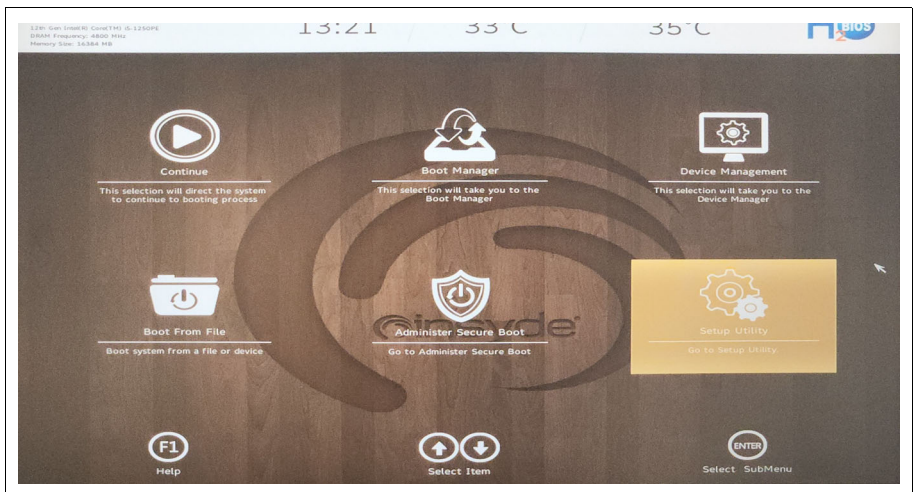 12th Gen Intel(R) Core(TM) i5-1250PE
DRAM Frequency: 4800 MHz
Memory Size: 16384 MB
13:21
33°C
35°C
H2
BIOS
Continue
This selection will direct the system
to continue to booting process
Boot Manager
This selection will take you to the
Boot Manager
Device Management
This selection will take you to the
Device Manager
Boot From File
Boot system from a file or device
insyde
Administer Secure Boot
Go to Administer Secure Boot
Setup Utility
Go to Setup Utility
F1
Help
Select Item
ENTER
Select SubMenu